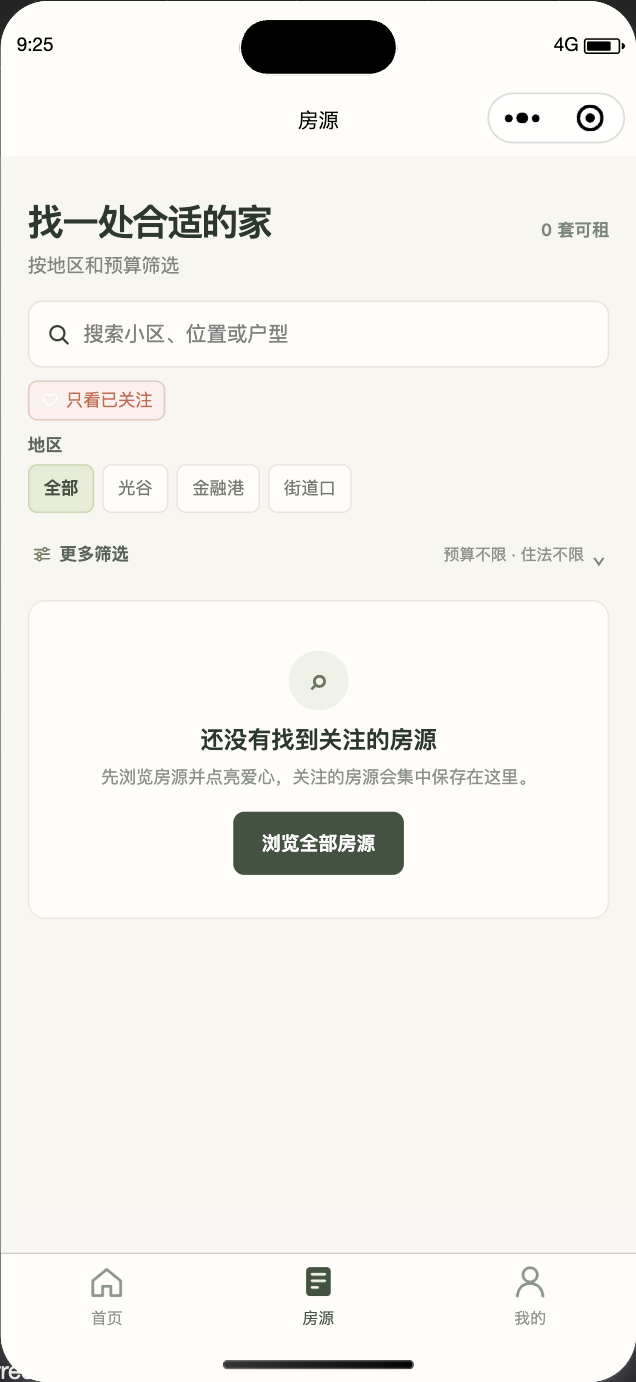 9:25
4G
房源
找一处合适的家
0 套可租
按地区和预算筛选
搜索小区、位置或户型
只看已关注
地区
全部
光谷
金融港
街道口
更多筛选
预算不限 · 住法不限
还没有找到关注的房源
先浏览房源并点亮爱心，关注的房源会集中保存在这里。
浏览全部房源
首页
房源
我的